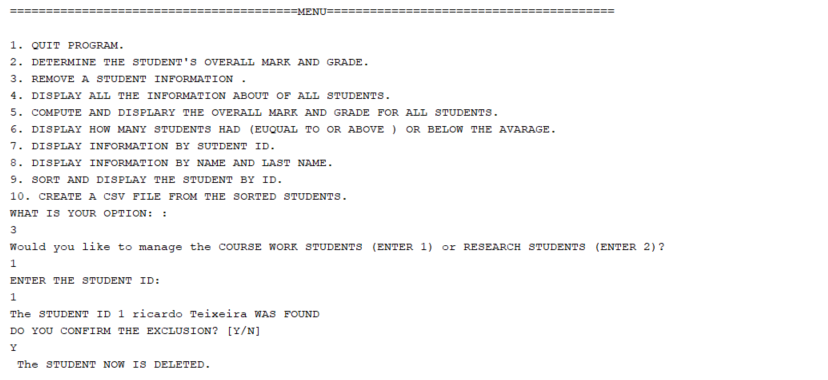 ========================================MENU========================================
1. QUIT PROGRAM.
2. DETERMINE THE STUDENT'S OVERALL MARK AND GRADE.
3. REMOVE A STUDENT INFORMATION .
4. DISPLAY ALL THE INFORMATION ABOUT OF ALL STUDENTS.
5. COMPUTE AND DISPLARY THE OVERALL MARK AND GRADE FOR ALL STUDENTS.
6. DISPLAY HOW MANY STUDENTS HAD (EUQUAL TO OR ABOVE ) OR BELOW THE AVARAGE.
7. DISPLAY INFORMATION BY SUTDENT ID.
8. DISPLAY INFORMATION BY NAME AND LAST NAME.
9. SORT AND DISPLAY THE STUDENT BY ID.
10. CREATE A CSV FILE FROM THE SORTED STUDENTS.
WHAT IS YOUR OPTION: :
3
Would you like to manage the COURSE WORK STUDENTS (ENTER 1) or RESEARCH STUDENTS (ENTER 2)?
1
ENTER THE STUDENT ID:
1
The STUDENT ID 1 ricardo Teixeira WAS FOUND
DO YOU CONFIRM THE EXCLUSION? [Y/N]
Y
The STUDENT NOW IS DELETED.